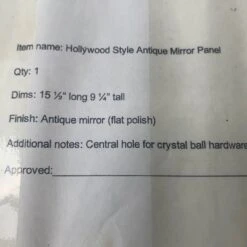 Item name: Hollywood Style Antique Mirror Panel
Qty: 1
Dims: 15 ½" long 9 ¼" tall
Finish: Antique mirror (flat polish)
Additional notes: Central hole for crystal ball hardware
Approved: